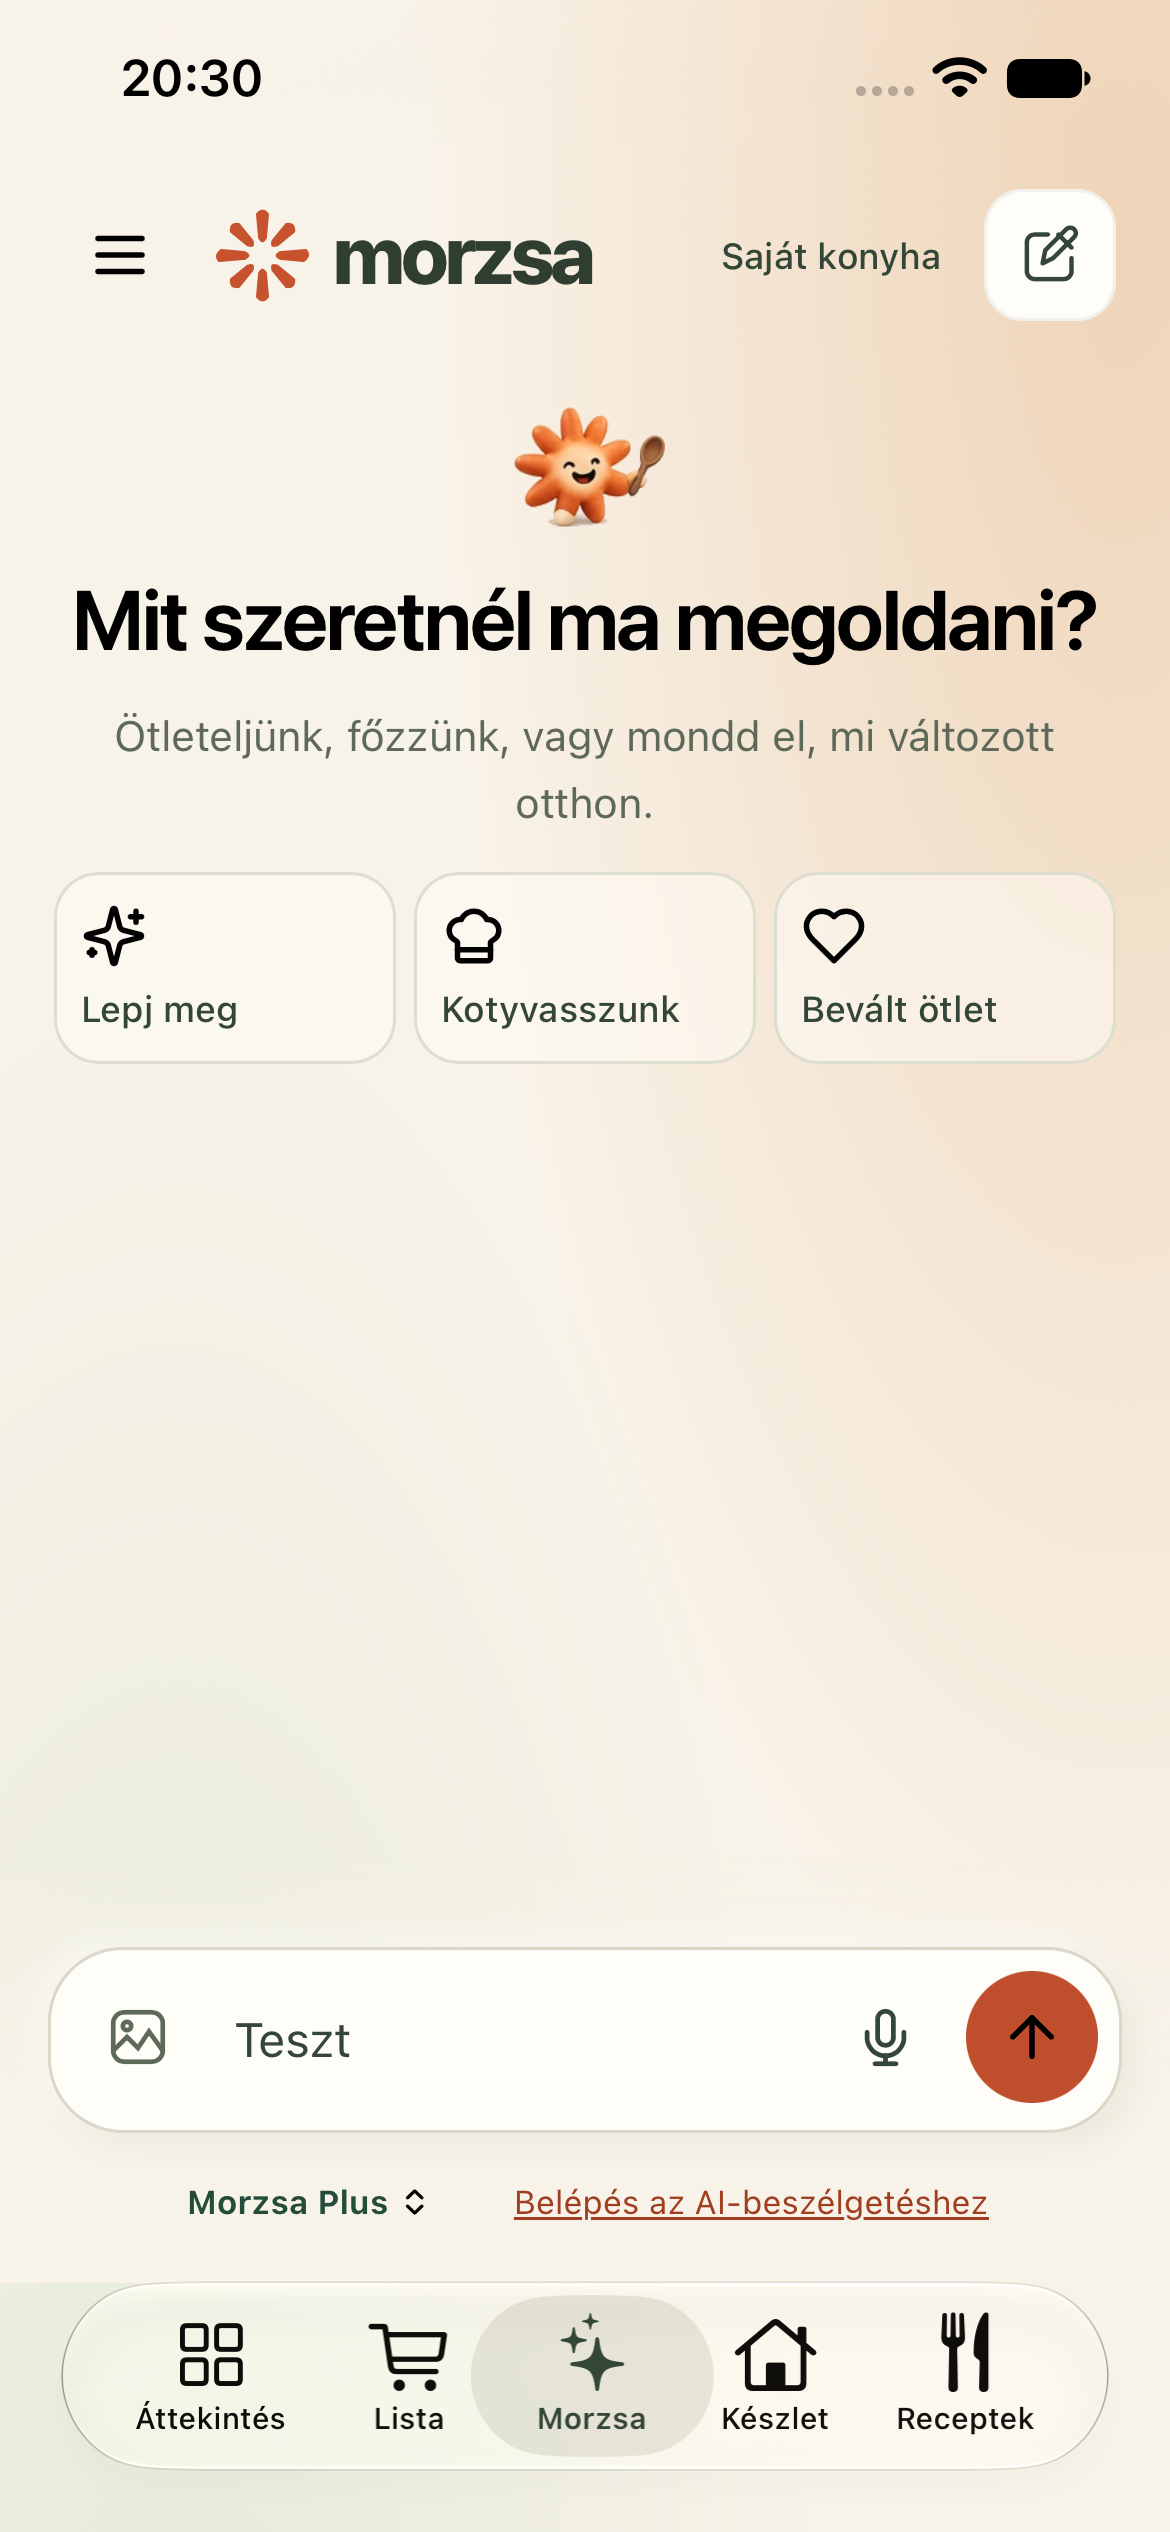 20:30
morzsa
Saját konyha
Mit szeretnél ma megoldani?
Ötleteljünk, főzzünk, vagy mondd el, mi változott
otthon.
Lepj meg
Kotyvasszunk
Bevált ötlet
Teszt
Morzsa Plus
Belépés az AI-beszélgetéshez
Áttekintés
Lista
Morzsa
Készlet
Receptek